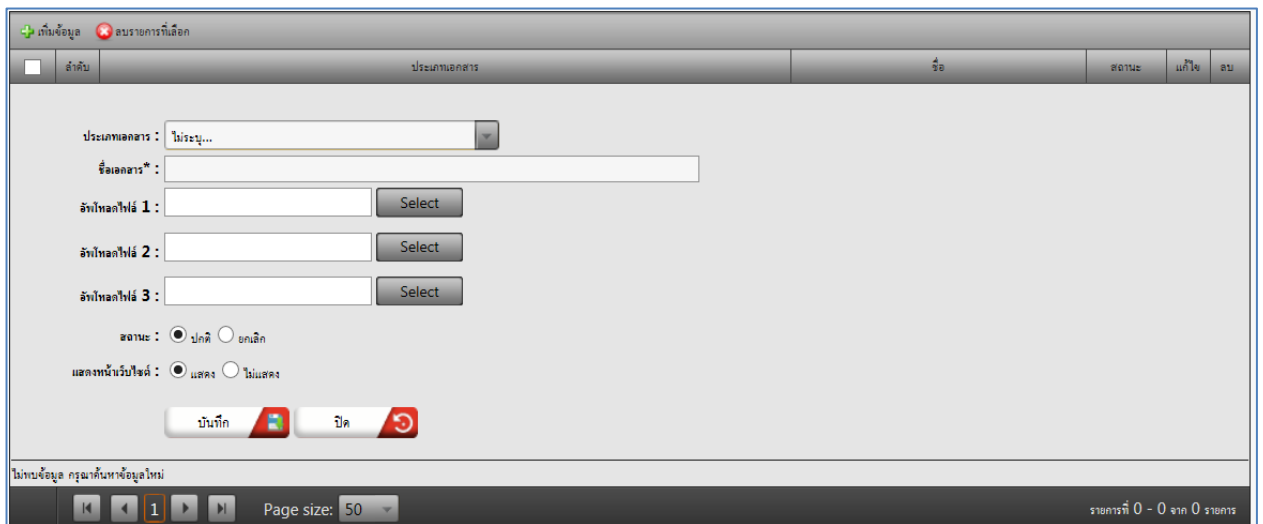 เพิ่มข้อมูล ลบรายการที่เลือก
ลำดับ ประเภทเอกสาร ชื่อ สถานะ แก้ไข ลบ
ประเภทเอกสาร : ไม่ระบุ...
ชื่อเอกสาร* :
อัพโหลดไฟล์ 1 : Select
อัพโหลดไฟล์ 2 : Select
อัพโหลดไฟล์ 3 : Select
สถานะ : ปกติ ยกเลิก
แสดงหน้าเว็บไซต์ : แสดง ไม่แสดง
บันทึก ปิด
ไม่พบข้อมูล กรุณาค้นหาข้อมูลใหม่
1 Page size: 50 รายการที่ 0 - 0 จาก 0 รายการ